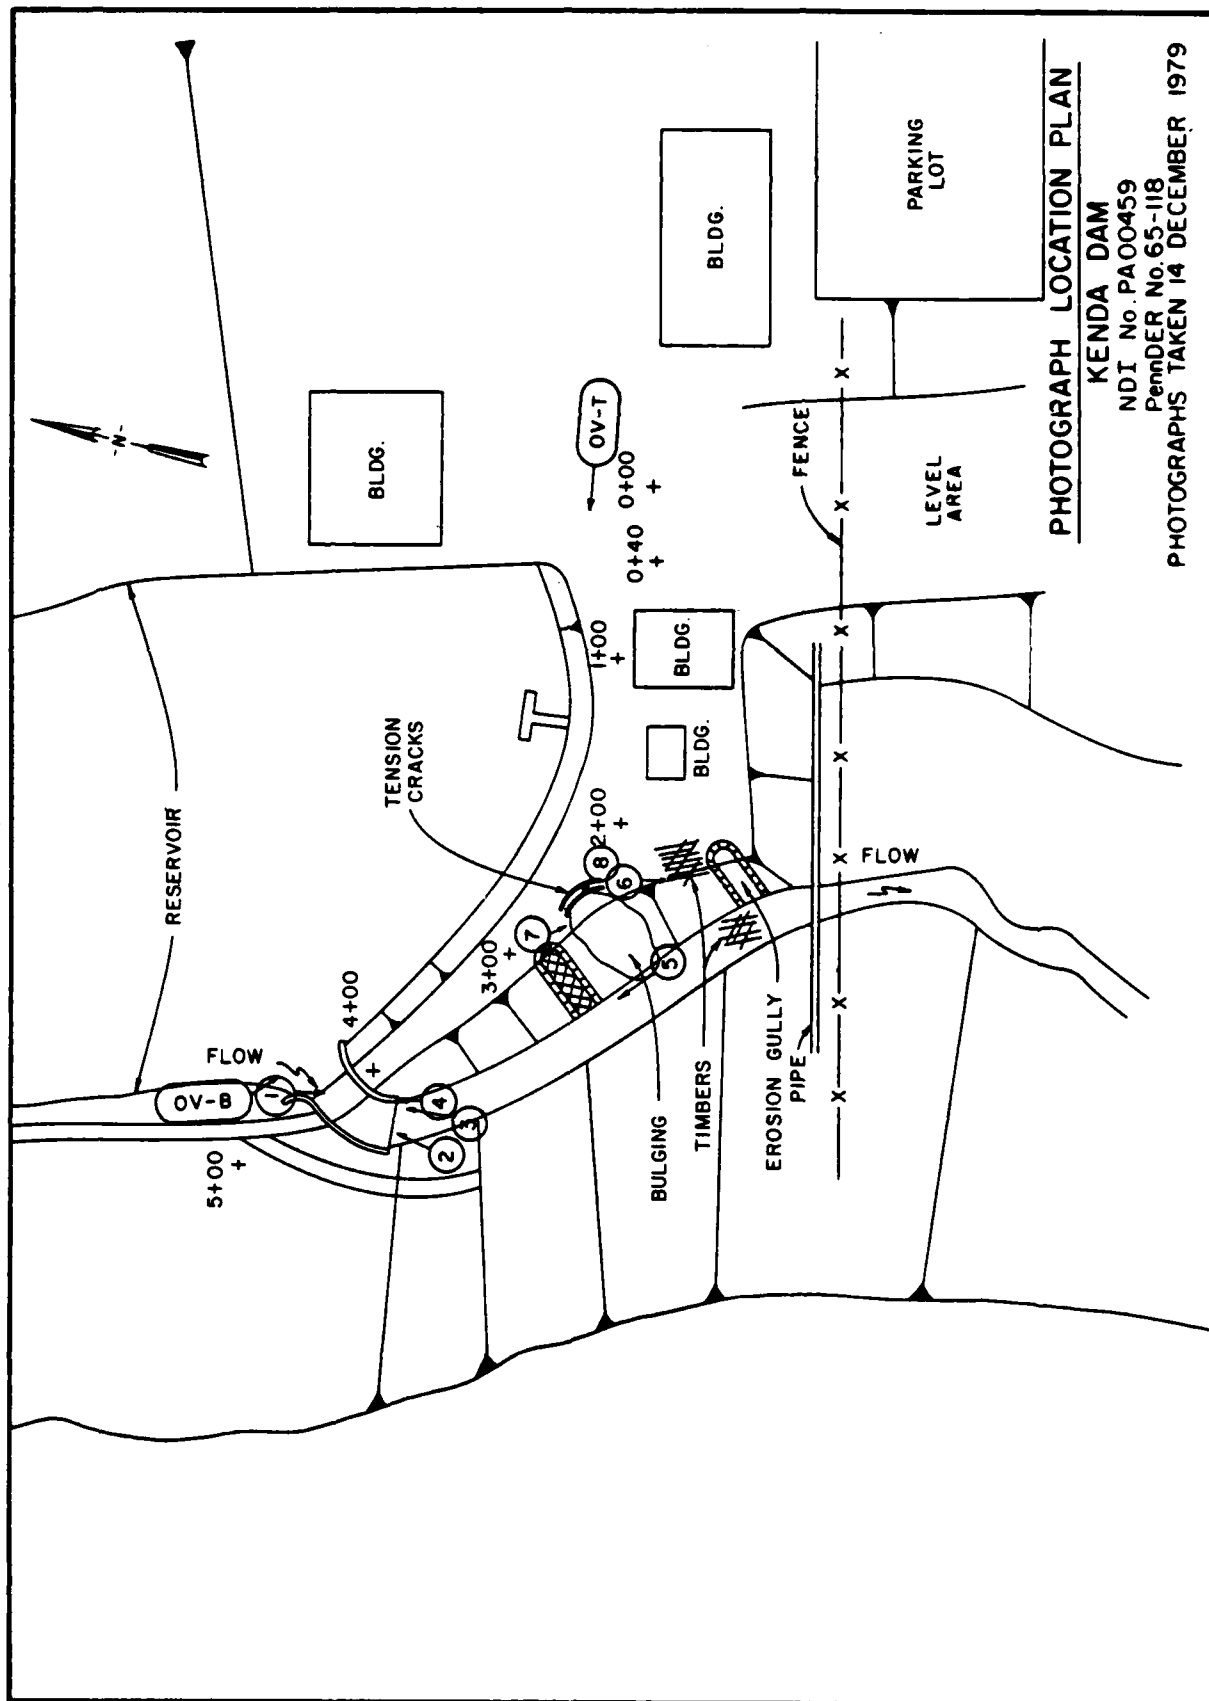 RESERVOIR
-N-
BLDG.
BLDG.
PARKING
LOT
TENSION
CRACKS
OV-T
0+00
+
0+40
+
1+00
+
BLDG.
BLDG.
2+00
+
3+00
+
4+00
+
5+00
+
FLOW
OV-B
1
2
3
4
5
6
7
8
BULGING
TIMBERS
EROSION GULLY
PIPE
FLOW
FENCE
X
X
X
X
X
X
X
LEVEL
AREA
PHOTOGRAPH LOCATION PLAN
KENDA DAM
NDI No. PA 00459
PennDER No. 65-118
PHOTOGRAPHS TAKEN 14 DECEMBER 1979